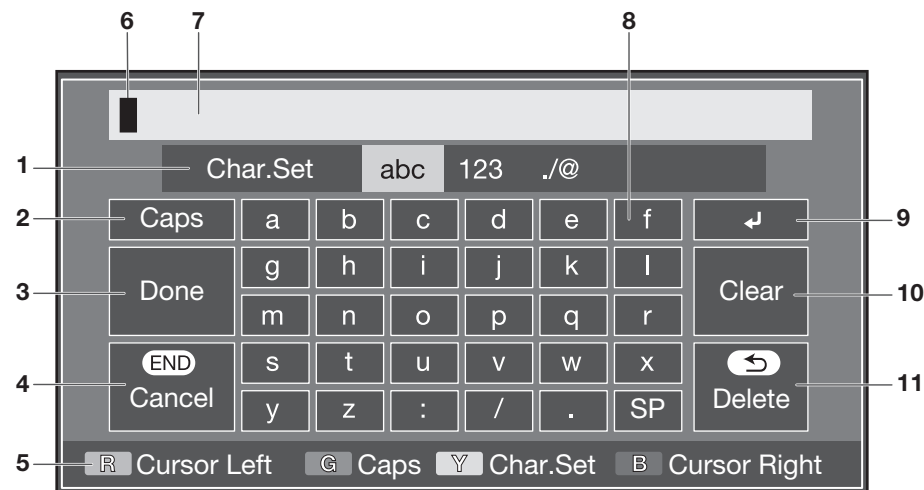 6 7 8
1 Char.Set abc 123 ./@
2 Caps a b c d e f ↲ 9
g h i j k l
3 Done Clear 10
m n o p q r
END s t u v w x
4 Cancel Delete 11
y z : / . SP
5 R Cursor Left G Caps Y Char.Set B Cursor Right